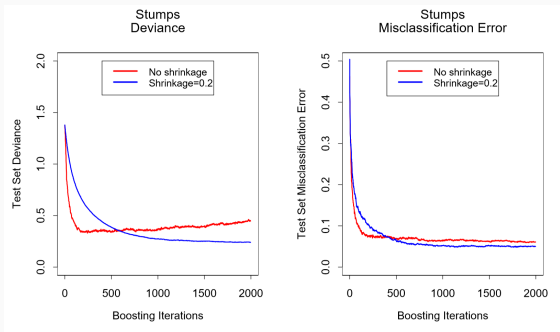 Stumps
Deviance
Test Set Deviance
2.0
1.5
1.0
0.5
0.0
No shrinkage
Shrinkage=0.2
0
500
1000
1500
2000
Boosting Iterations
Stumps
Misclassification Error
Test Set Misclassification Error
0.5
0.4
0.3
0.2
0.1
0.0
No shrinkage
Shrinkage=0.2
0
500
1000
1500
2000
Boosting Iterations